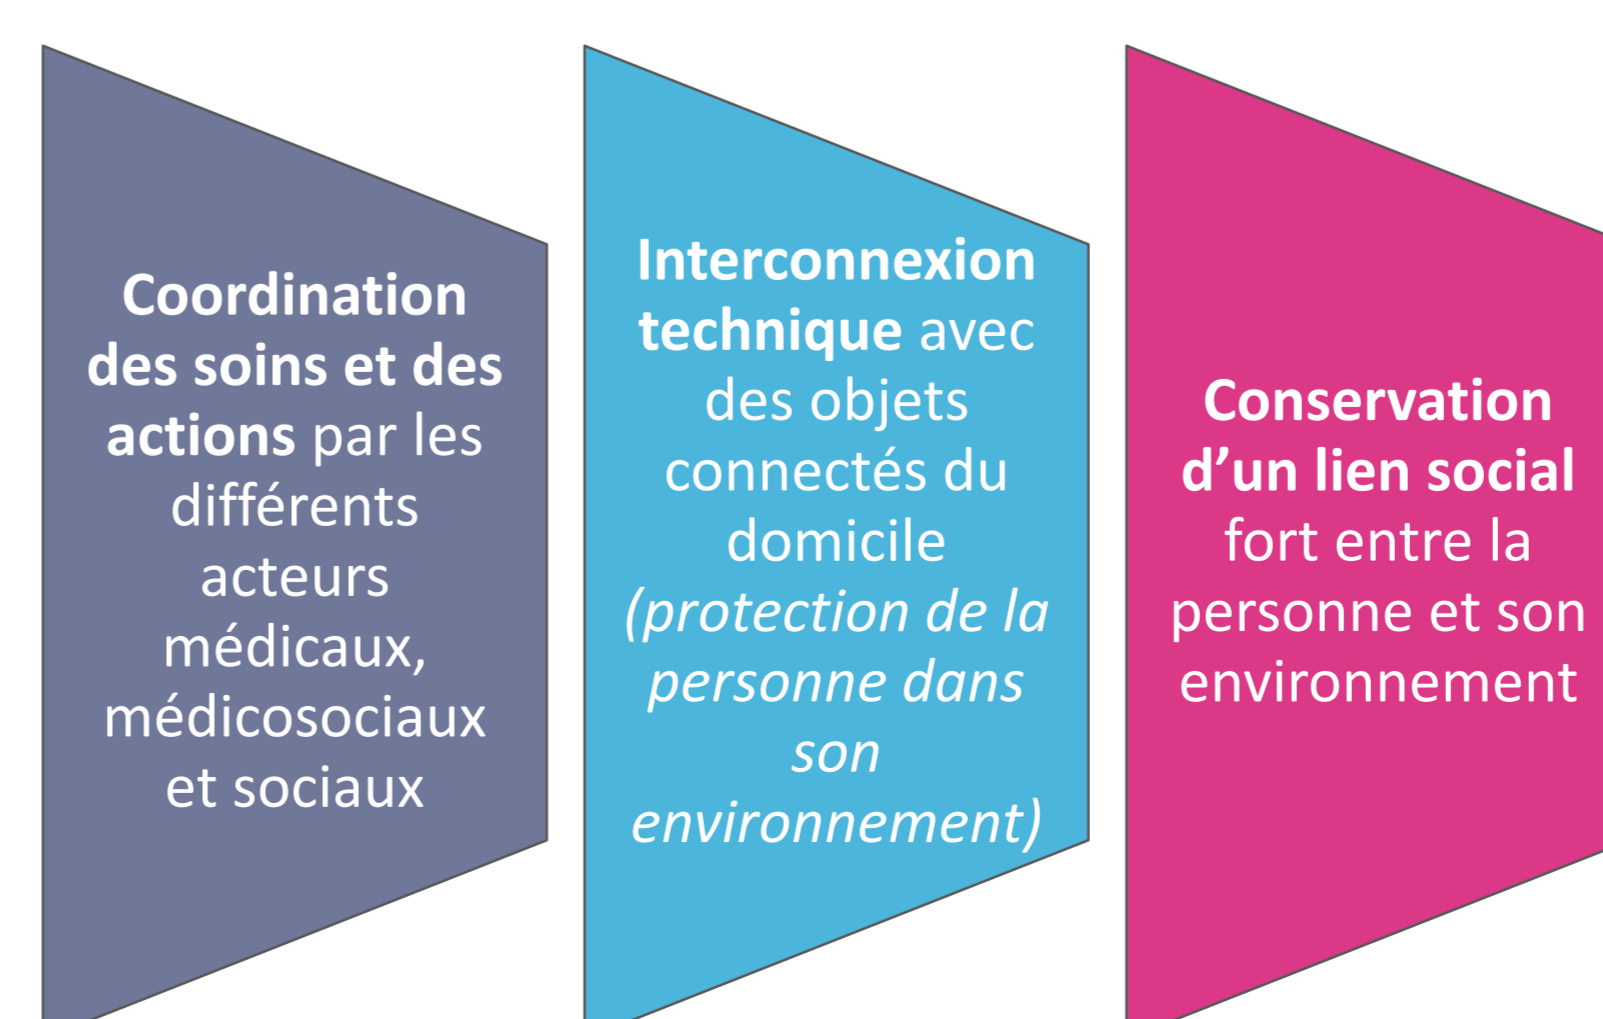 Coordination
des soins et des
actions par les
différents
acteurs
médicaux,
médicosociaux
et sociaux
Interconnexion
technique avec
des objets
connectés du
domicile
(protection de la
personne dans
son
environnement)
Conservation
d’un lien social
fort entre la
personne et son
environnement